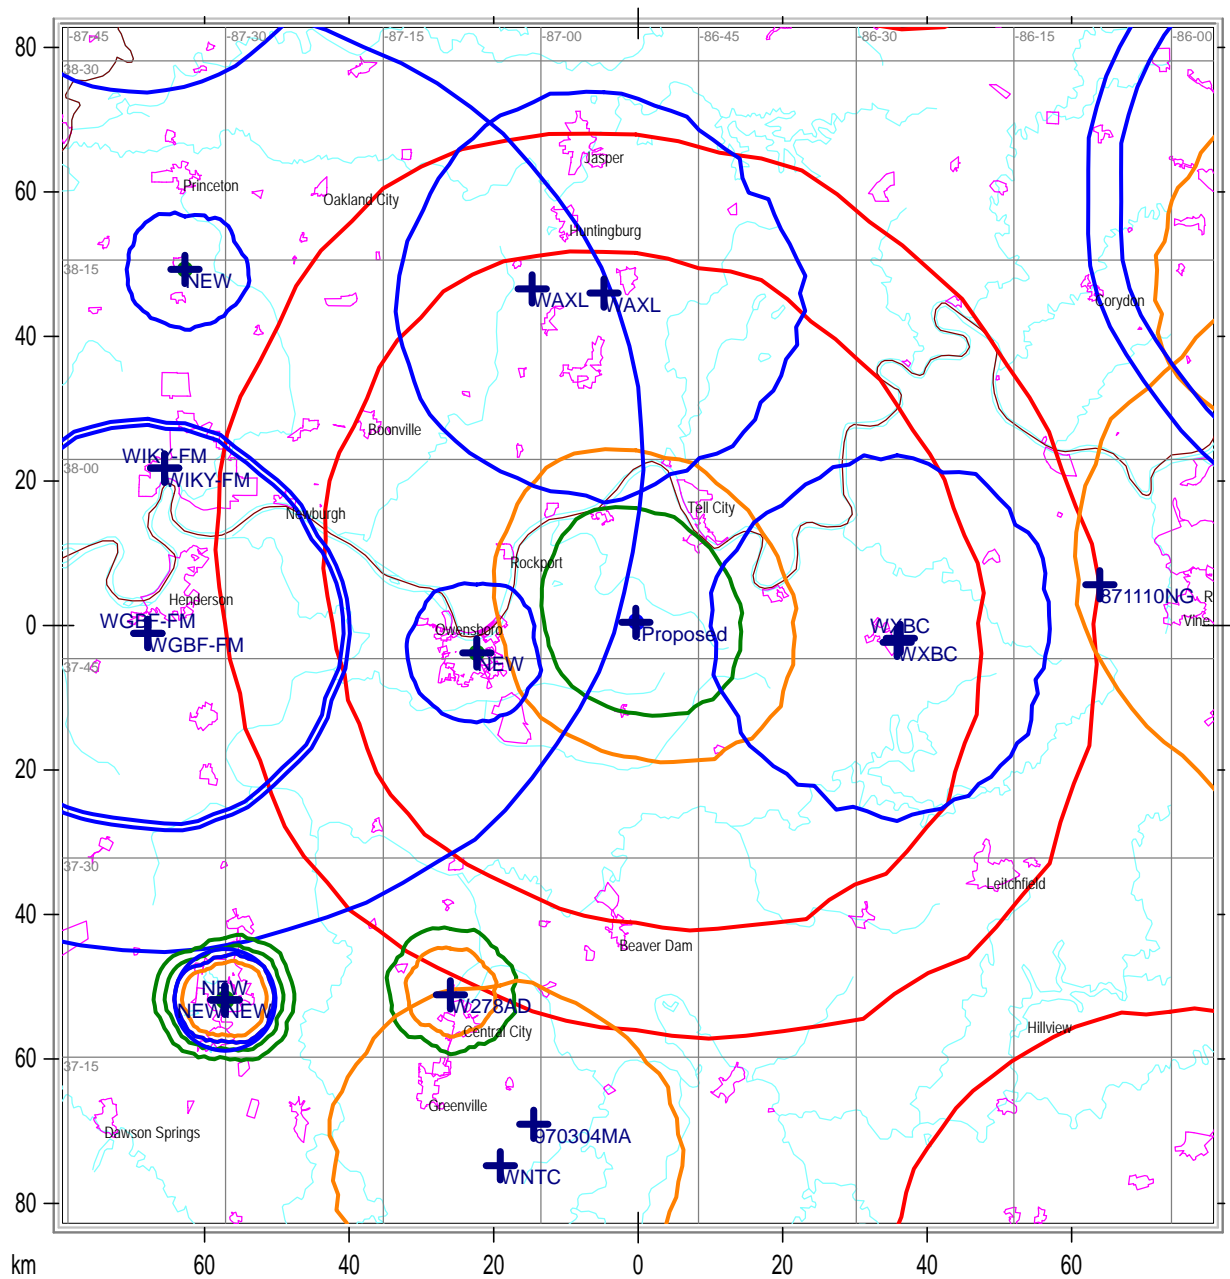 80
-87-45
-87-30
-87-15
-87-00
-86-45
-86-30
-86-15
-86-00
38-30
Jasper
60
Princeton
Oakland City
Huntingburg
38-15
NEW
WAXL
WAXL
Corydon
40
Boonville
WIKY-FM
38-00
WIKY-FM
20
Newburgh
Tell City
Rockport
871110NG
R
Henderson
WGBF-FM
Vine
0
Owensboro
Proposed
WXBC
WGBF-FM
WXBC
37-45
NEW
20
37-30
Leitchfield
40
Beaver Dam
NEW
W278AD
NEW
NEW
Hillview
Central City
60
37-15
Greenville
Dawson Springs
970304MA
WNTC
80
km
60
40
20
0
20
40
60